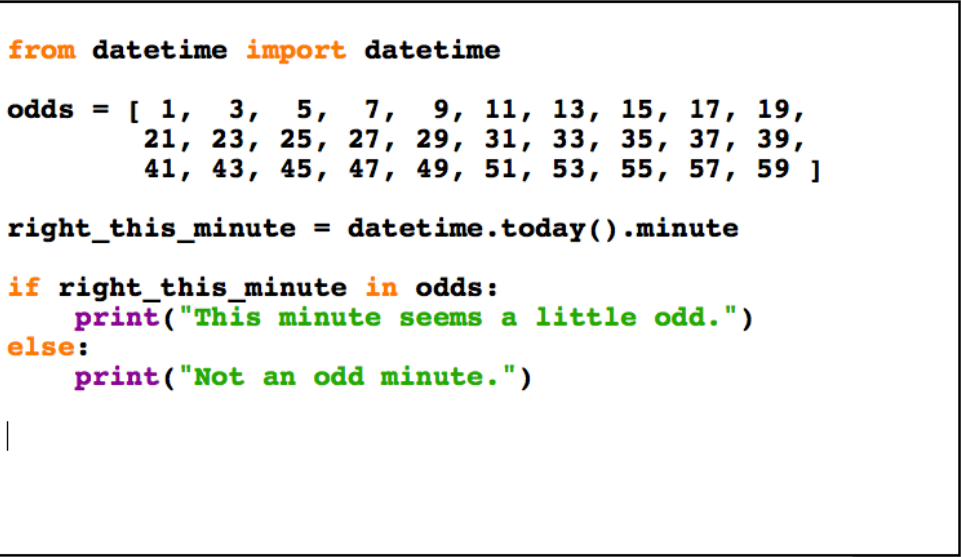 from datetime import datetime
odds = [ 1,  3,  5,  7,  9, 11, 13, 15, 17, 19,
        21, 23, 25, 27, 29, 31, 33, 35, 37, 39,
        41, 43, 45, 47, 49, 51, 53, 55, 57, 59 ]
right_this_minute = datetime.today().minute
if right_this_minute in odds:
    print("This minute seems a little odd.")
else:
    print("Not an odd minute.")